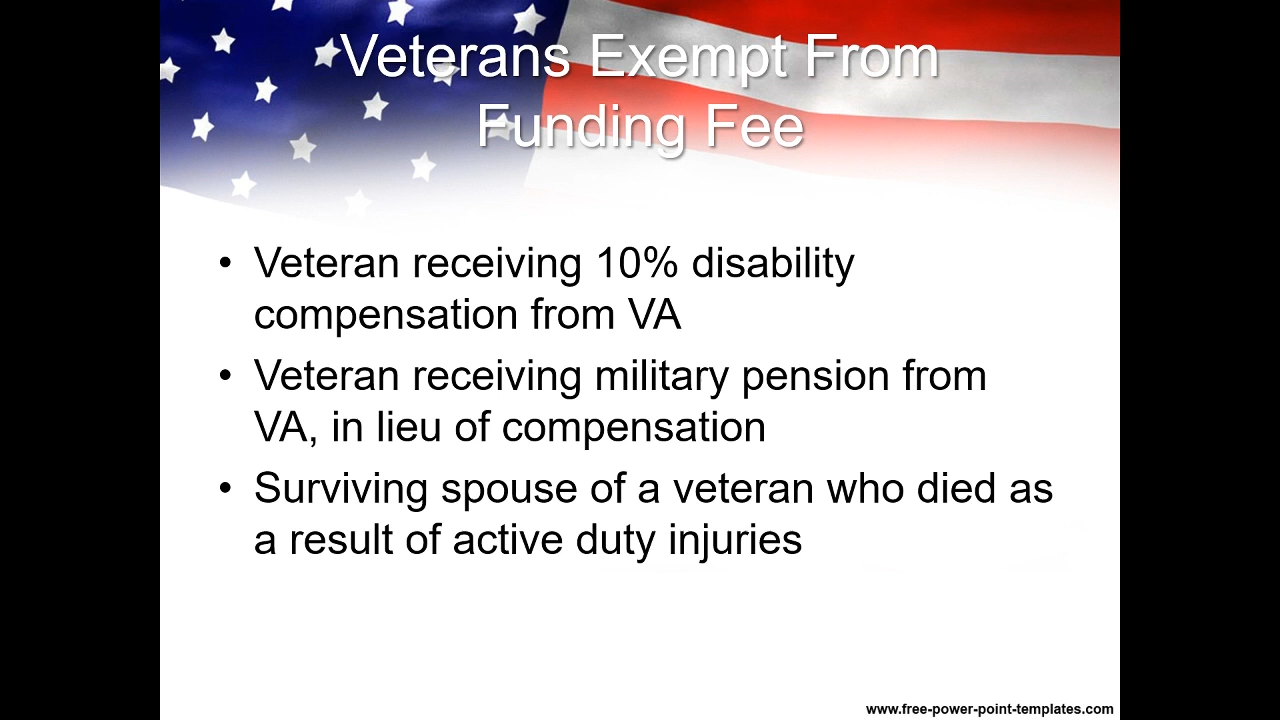 Veterans Exempt From
Funding Fee
• Veteran receiving 10% disability
compensation from VA
• Veteran receiving military pension from
VA, in lieu of compensation
• Surviving spouse of a veteran who died as
a result of active duty injuries
www.free-power-point-templates.com